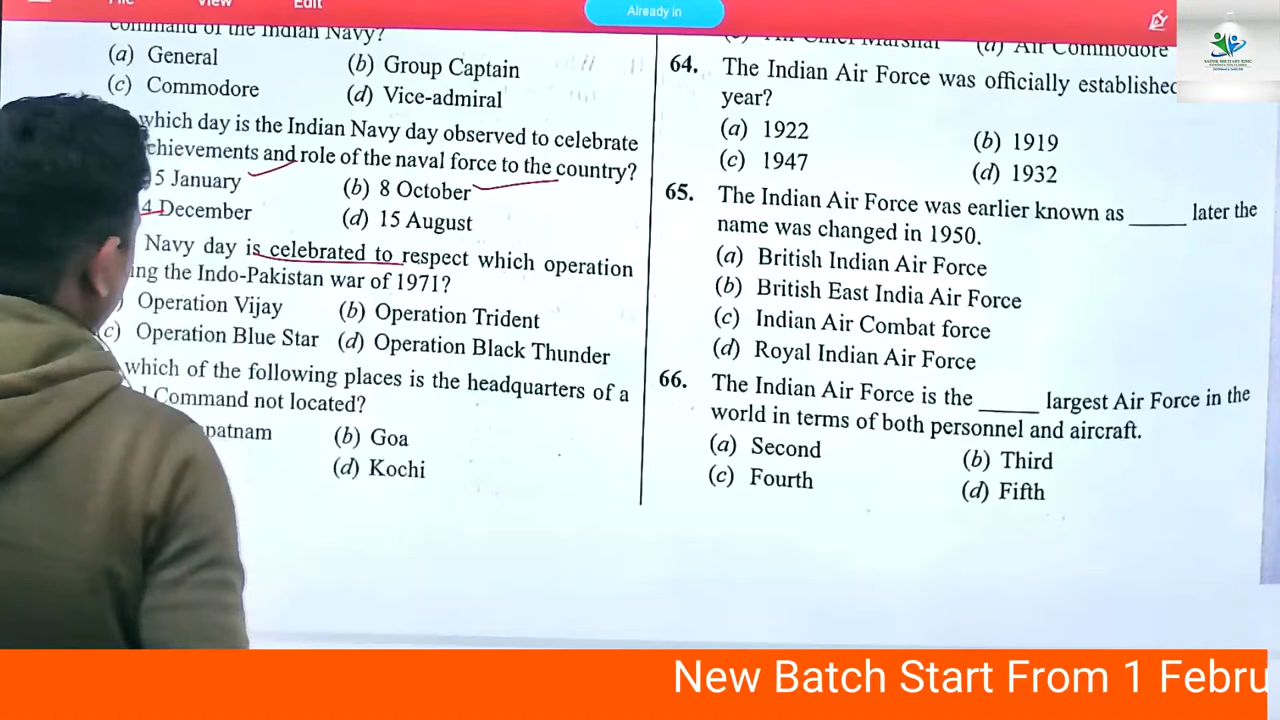 File
View
Edit
Already in
command of the Indian Navy?
(a) General
(b) Group Captain
(c) Commodore
(d) Vice-admiral
which day is the Indian Navy day observed to celebrate
chievements and role of the naval force to the country?
5 January
(b) 8 October
4 December
(d) 15 August
Navy day is celebrated to respect which operation
ing the Indo-Pakistan war of 1971?
) Operation Vijay
(b) Operation Trident
c) Operation Blue Star
(d) Operation Black Thunder
which of the following places is the headquarters of a
l Command not located?
patnam
(b) Goa
(d) Kochi
(c) Air Chief Marshal
(d) Air Commodore
64. The Indian Air Force was officially established
year?
(a) 1922
(b) 1919
(c) 1947
(d) 1932
65. The Indian Air Force was earlier known as _____ later the
name was changed in 1950.
(a) British Indian Air Force
(b) British East India Air Force
(c) Indian Air Combat force
(d) Royal Indian Air Force
66. The Indian Air Force is the _____ largest Air Force in the
world in terms of both personnel and aircraft.
(a) Second
(b) Third
(c) Fourth
(d) Fifth
New Batch Start From 1 Febru